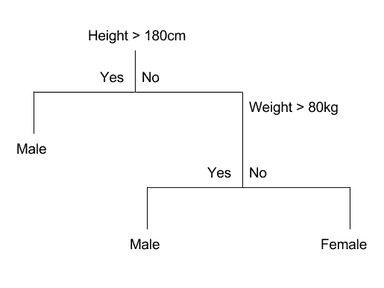 Height > 180cm
Yes No
Weight > 80kg
Male
Yes No
Male Female